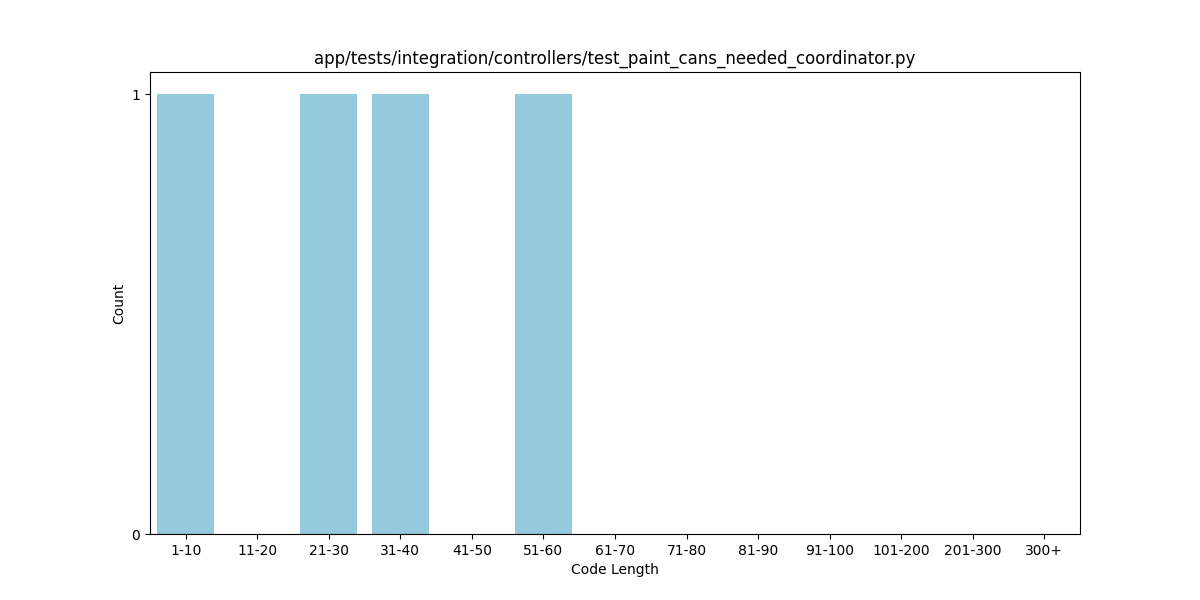 app/tests/integration/controllers/test_paint_cans_needed_coordinator.py
1
Count
0
1-10 11-20 21-30 31-40 41-50 51-60 61-70 71-80 81-90 91-100 101-200 201-300 300+
Code Length